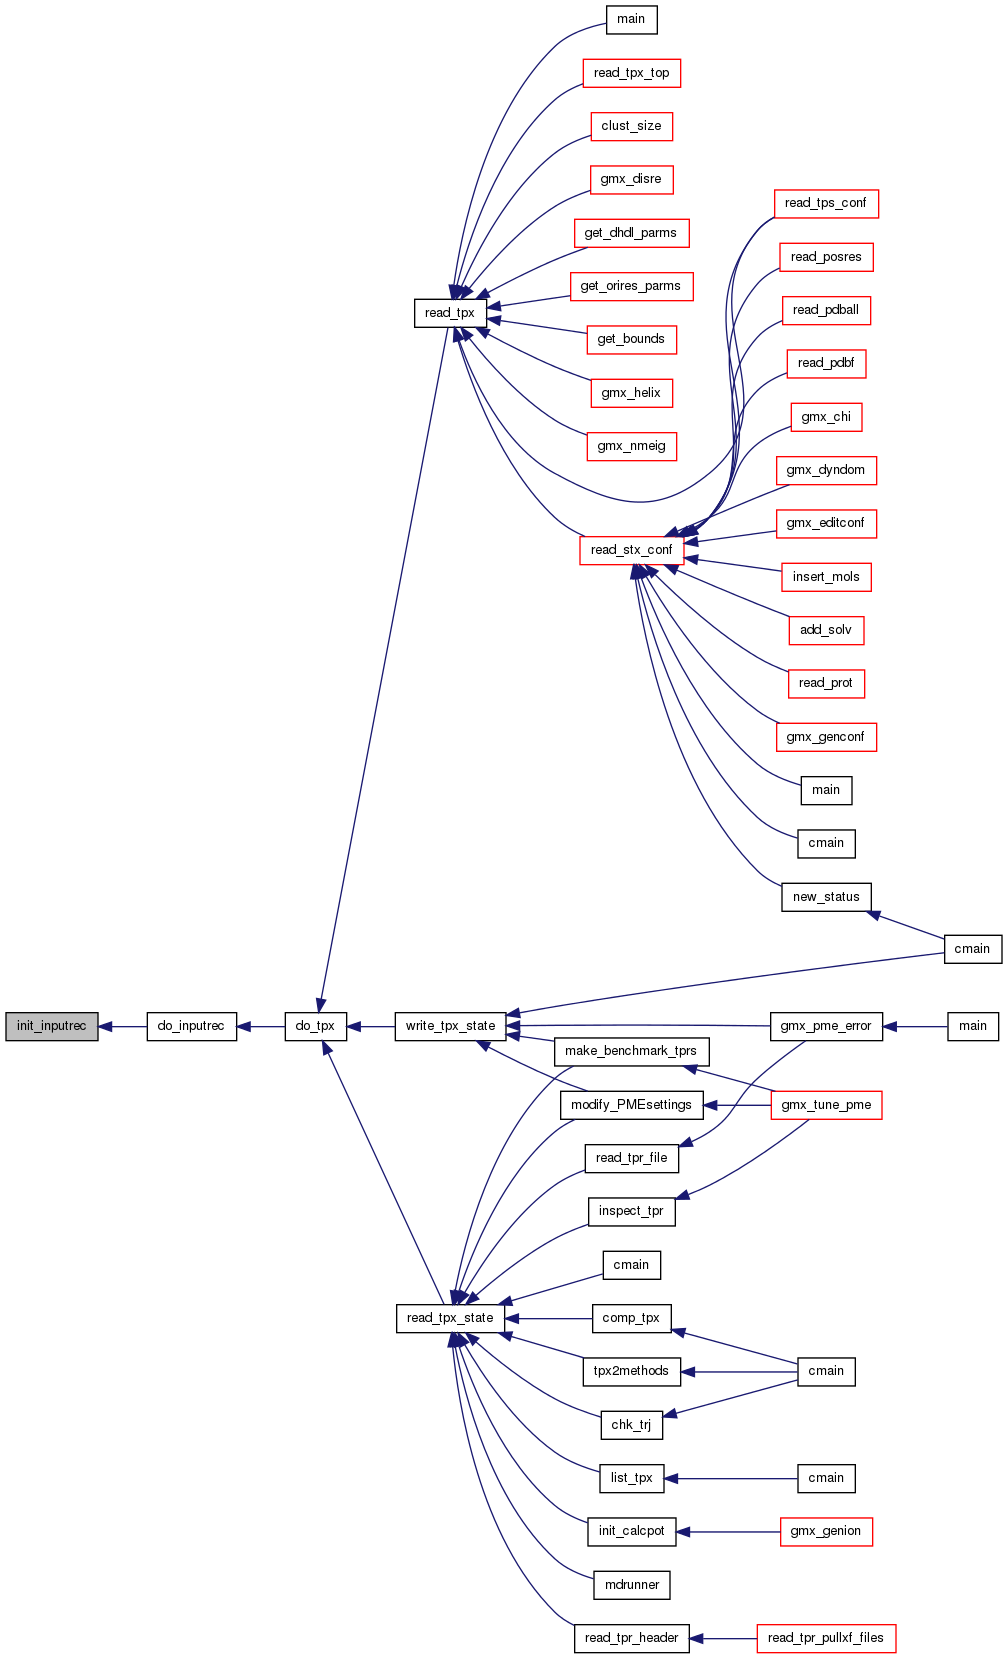 main
read_tpx_top
clust_size
gmx_disre
read_tps_conf
get_dhdl_parms
read_posres
get_orires_parms
read_tpx
read_pdball
get_bounds
read_pdbf
gmx_helix
gmx_chi
gmx_nmeig
gmx_dyndom
gmx_editconf
read_stx_conf
insert_mols
add_solv
read_prot
gmx_genconf
main
cmain
new_status
cmain
init_inputrec
do_inputrec
do_tpx
write_tpx_state
gmx_pme_error
main
make_benchmark_tprs
modify_PMEsettings
gmx_tune_pme
read_tpr_file
inspect_tpr
cmain
read_tpx_state
comp_tpx
tpx2methods
cmain
chk_trj
list_tpx
cmain
init_calcpot
gmx_genion
mdrunner
read_tpr_header
read_tpr_pullxf_files